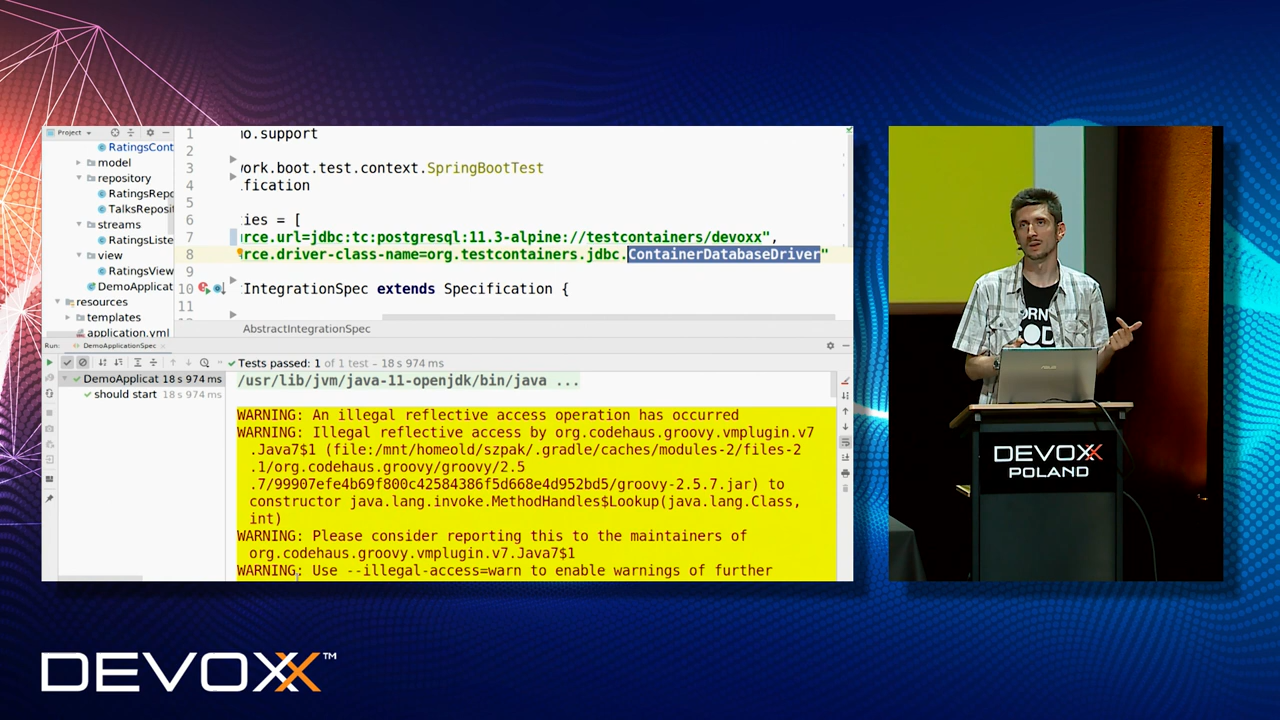 Project
RatingsCont
model
repository
RatingsRepo
TalksReposit
streams
RatingsListe
view
RatingsView
DemoApplicat
resources
templates
application.yml
1 o.support
2
3 ork.boot.test.context.SpringBootTest
4 ification
5
6 ies = [
7 rce.url=jdbc:tc:postgresql:11.3-alpine://testcontainers/devoxx",
8 rce.driver-class-name=org.testcontainers.jdbc.ContainerDatabaseDriver"
9
10 IntegrationSpec extends Specification {
11
AbstractIntegrationSpec
Run: DemoApplicationSpec
Tests passed: 1 of 1 test – 18 s 974 ms
DemoApplicat 18 s 974 ms
should start 18 s 974 ms
/usr/lib/jvm/java-11-openjdk/bin/java ...
WARNING: An illegal reflective access operation has occurred
WARNING: Illegal reflective access by org.codehaus.groovy.vmplugin.v7
.Java7$1 (file:/mnt/homeold/szpak/.gradle/caches/modules-2/files-2
.1/org.codehaus.groovy/groovy/2.5
.7/99907efe4b69f800c42584386f5d668e4d952bd5/groovy-2.5.7.jar) to
constructor java.lang.invoke.MethodHandles$Lookup(java.lang.Class,
int)
WARNING: Please consider reporting this to the maintainers of
org.codehaus.groovy.vmplugin.v7.Java7$1
WARNING: Use --illegal-access=warn to enable warnings of further
ASUS
DEVOXX
POLAND
DEVOXX™